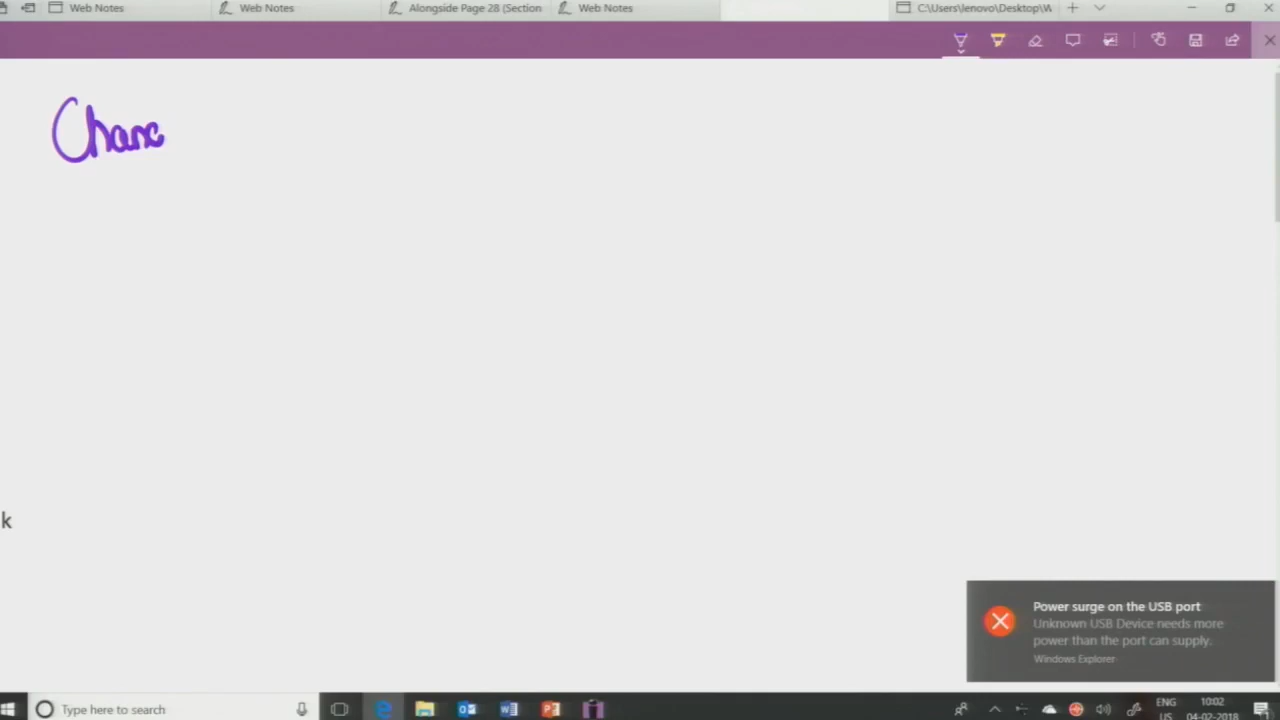 Web Notes
Web Notes
Alongside Page 28 (Section
Web Notes
C:\Users\lenovo\Desktop\W
Chanc
k
Power surge on the USB port
Unknown USB Device needs more
power than the port can supply.
Windows Explorer
Type here to search
ENG
US
10:02
04-02-2018